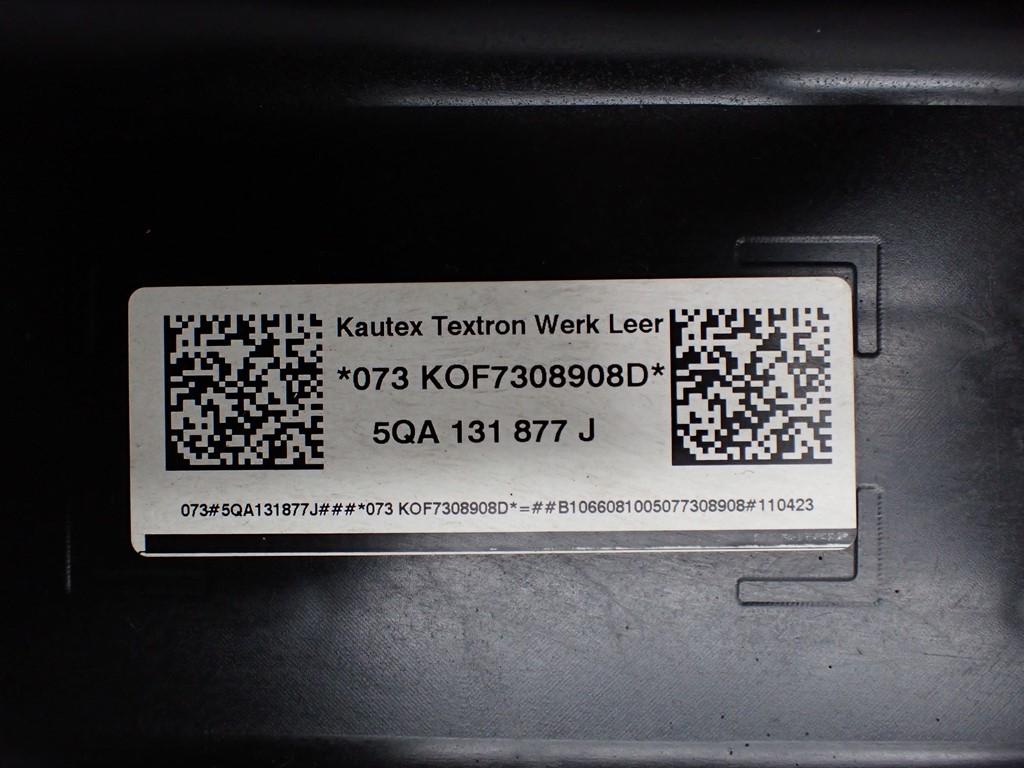 Kautex Textron Werk Leer
*073 KOF7308908D*
5QA 131 877 J
073#5QA131877J###*073 KOF7308908D*=##B1066081005077308908#110423